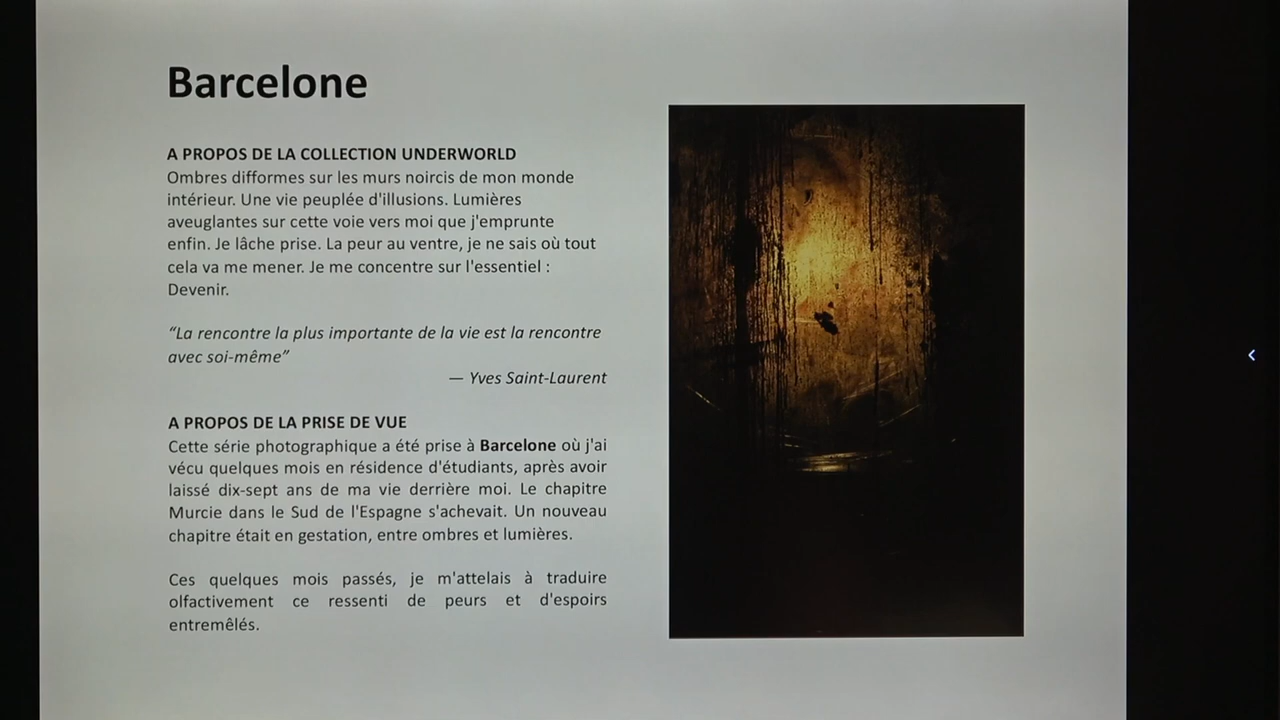 Barcelone
A PROPOS DE LA COLLECTION UNDERWORLD
Ombres difformes sur les murs noircis de mon monde
intérieur. Une vie peuplée d'illusions. Lumières
aveuglantes sur cette voie vers moi que j'emprunte
enfin. Je lâche prise. La peur au ventre, je ne sais où tout
cela va me mener. Je me concentre sur l'essentiel :
Devenir.
“La rencontre la plus importante de la vie est la rencontre
avec soi-même”
— Yves Saint-Laurent
A PROPOS DE LA PRISE DE VUE
Cette série photographique a été prise à Barcelone où j'ai
vécu quelques mois en résidence d'étudiants, après avoir
laissé dix-sept ans de ma vie derrière moi. Le chapitre
Murcie dans le Sud de l'Espagne s'achevait. Un nouveau
chapitre était en gestation, entre ombres et lumières.
Ces quelques mois passés, je m'attelais à traduire
olfactivement ce ressenti de peurs et d'espoirs
entremêlés.